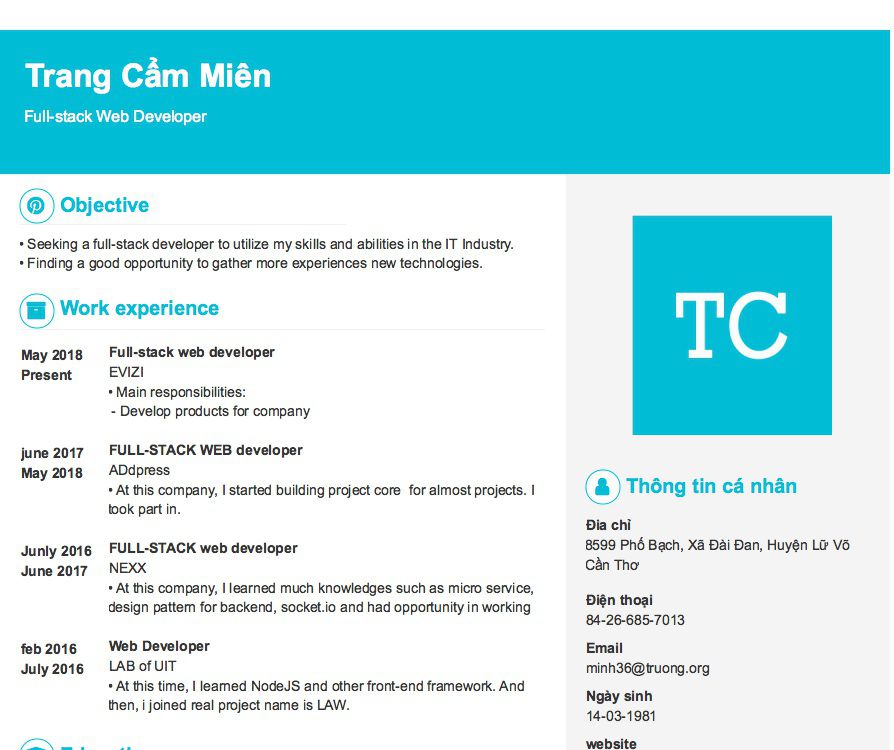 Trang Cẩm Miên
Full-stack Web Developer
Objective
• Seeking a full-stack developer to utilize my skills and abilities in the IT Industry.
• Finding a good opportunity to gather more experiences new technologies.
Work experience
May 2018
Present
Full-stack web developer
EVIZI
• Main responsibilities:
- Develop products for company
june 2017
May 2018
FULL-STACK WEB developer
ADdpress
• At this company, I started building project core for almost projects. I
took part in.
Junly 2016
June 2017
FULL-STACK web developer
NEXX
• At this company, I learned much knowledges such as micro service,
design pattern for backend, socket.io and had opportunity in working
feb 2016
July 2016
Web Developer
LAB of UIT
• At this time, I learned NodeJS and other front-end framework. And
then, i joined real project name is LAW.
TC
Thông tin cá nhân
Đia chỉ
8599 Phố Bạch, Xã Đài Đan, Huyện Lữ Võ
Cần Thơ
Điện thoại
84-26-685-7013
Email
minh36@truong.org
Ngày sinh
14-03-1981
website